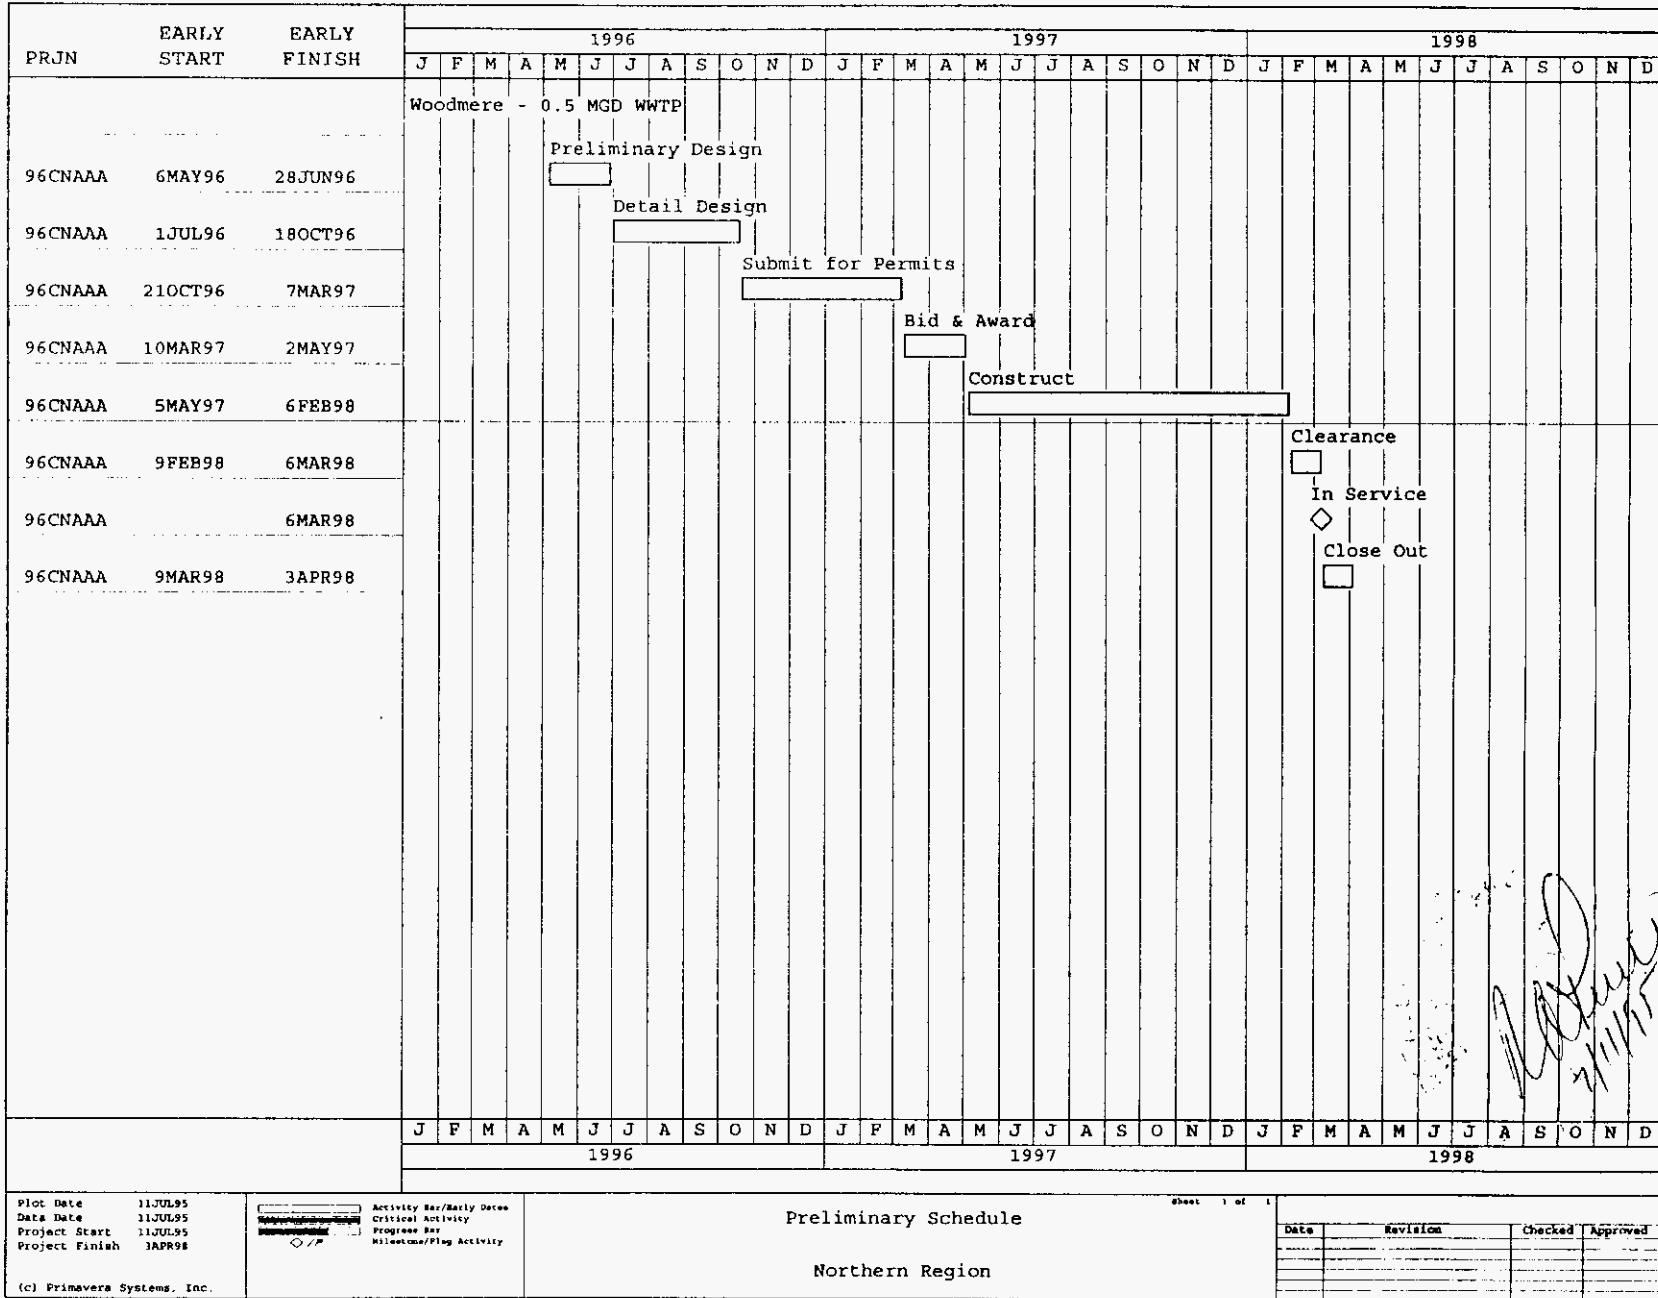 PRJN EARLY START EARLY FINISH
1996 1997 1998
J F M A M J J A S O N D J F M A M J J A S O N D J F M A M J J A S O N D
Woodmere - 0.5 MGD WWTP
Preliminary Design
96CNAAA 6MAY96 28JUN96
Detail Design
96CNAAA 1JUL96 18OCT96
Submit for Permits
96CNAAA 21OCT96 7MAR97
Bid & Award
96CNAAA 10MAR97 2MAY97
Construct
96CNAAA 5MAY97 6FEB98
Clearance
96CNAAA 9FEB98 6MAR98
In Service
96CNAAA 6MAR98
Close Out
96CNAAA 9MAR98 3APR98
7/11/95
J F M A M J J A S O N D J F M A M J J A S O N D J F M A M J J A S O N D
1996 1997 1998
Plot Date 11JUL95
Data Date 11JUL95
Project Start 11JUL95
Project Finish 3APR98
(c) Primavera Systems, Inc.
Activity Bar/Early Dates
Critical Activity
Progress Bar
Milestone/Flag Activity
Preliminary Schedule
Northern Region
Sheet 1 of 1
Date Revision Checked Approved